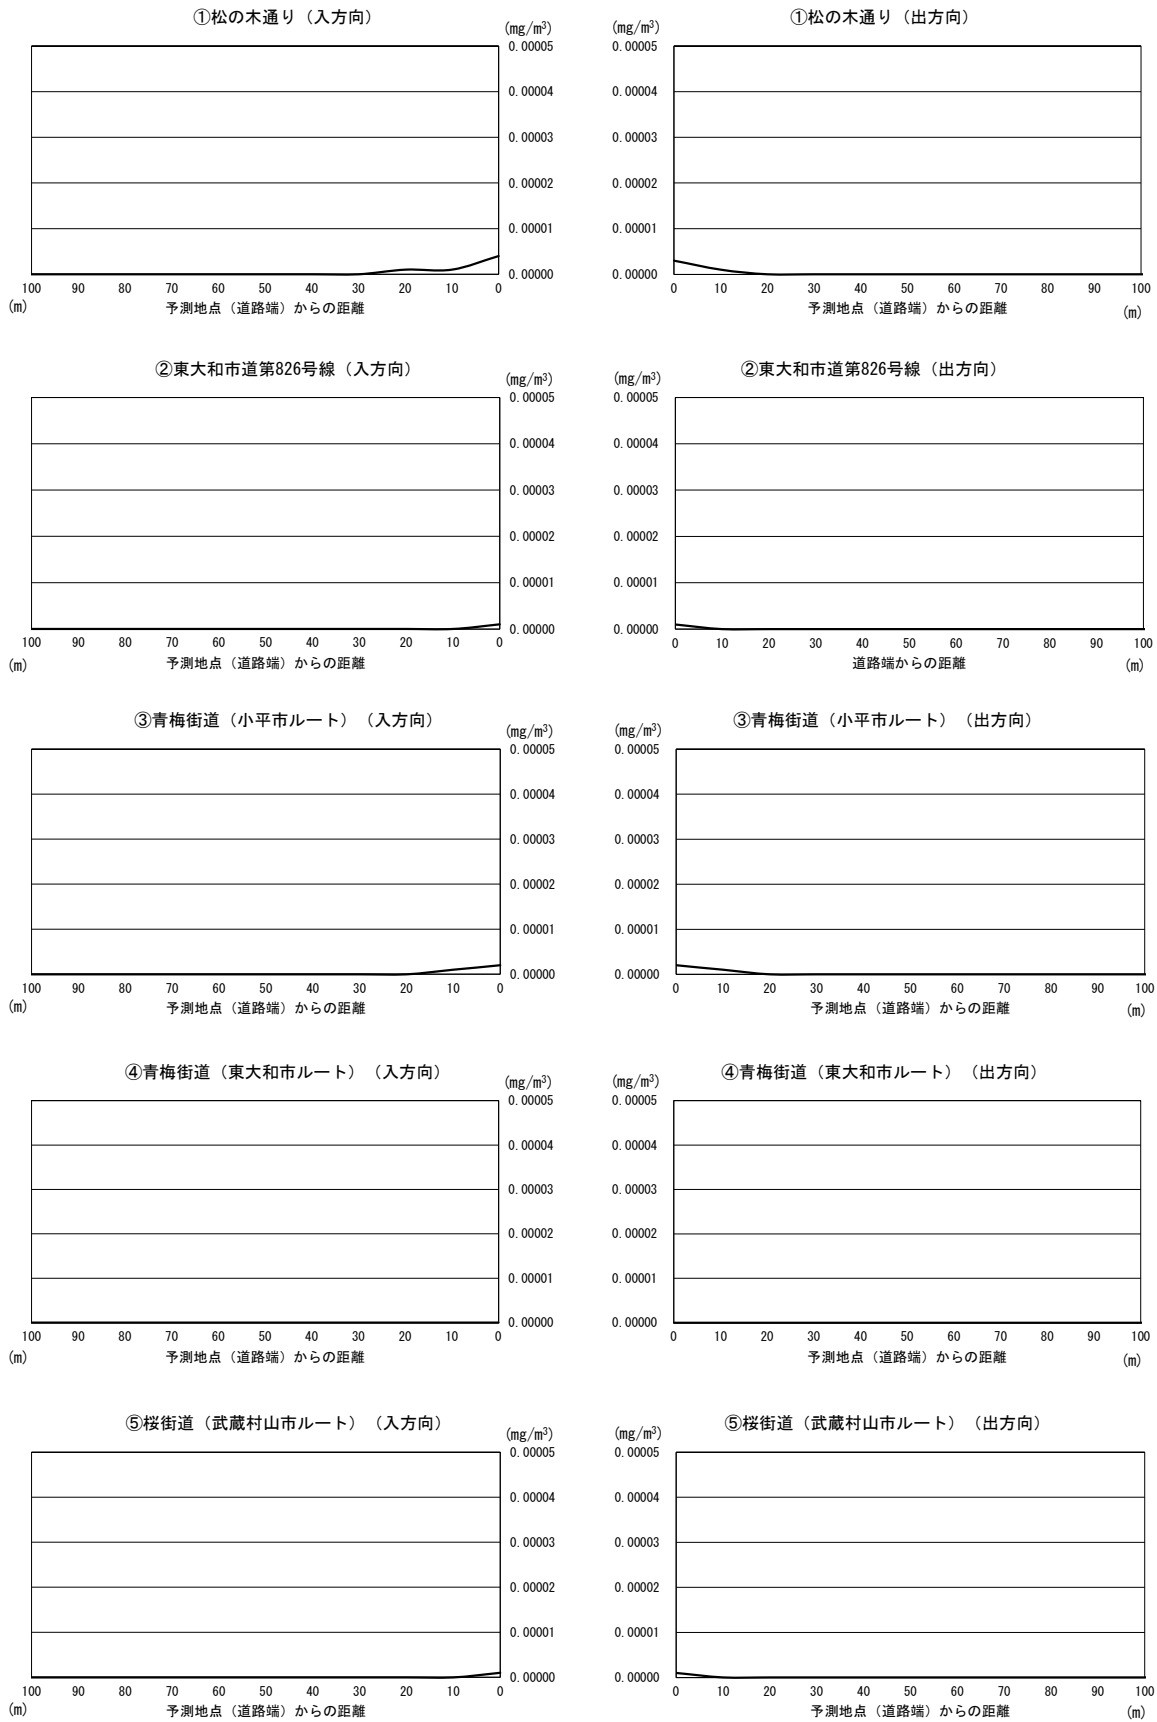 ①松の木通り（入方向）
(mg/m³)
0.00005
0.00004
0.00003
0.00002
0.00001
0.00000
100 90 80 70 60 50 40 30 20 10 0
(m)
予測地点（道路端）からの距離
①松の木通り（出方向）
(mg/m³)
0.00005
0.00004
0.00003
0.00002
0.00001
0.00000
0 10 20 30 40 50 60 70 80 90 100
予測地点（道路端）からの距離
(m)
②東大和市道第826号線（入方向）
(mg/m³)
0.00005
0.00004
0.00003
0.00002
0.00001
0.00000
100 90 80 70 60 50 40 30 20 10 0
(m)
予測地点（道路端）からの距離
②東大和市道第826号線（出方向）
(mg/m³)
0.00005
0.00004
0.00003
0.00002
0.00001
0.00000
0 10 20 30 40 50 60 70 80 90 100
道路端からの距離
(m)
③青梅街道（小平市ルート）（入方向）
(mg/m³)
0.00005
0.00004
0.00003
0.00002
0.00001
0.00000
100 90 80 70 60 50 40 30 20 10 0
(m)
予測地点（道路端）からの距離
③青梅街道（小平市ルート）（出方向）
(mg/m³)
0.00005
0.00004
0.00003
0.00002
0.00001
0.00000
0 10 20 30 40 50 60 70 80 90 100
予測地点（道路端）からの距離
(m)
④青梅街道（東大和市ルート）（入方向）
(mg/m³)
0.00005
0.00004
0.00003
0.00002
0.00001
0.00000
100 90 80 70 60 50 40 30 20 10 0
(m)
予測地点（道路端）からの距離
④青梅街道（東大和市ルート）（出方向）
(mg/m³)
0.00005
0.00004
0.00003
0.00002
0.00001
0.00000
0 10 20 30 40 50 60 70 80 90 100
予測地点（道路端）からの距離
(m)
⑤桜街道（武蔵村山市ルート）（入方向）
(mg/m³)
0.00005
0.00004
0.00003
0.00002
0.00001
0.00000
100 90 80 70 60 50 40 30 20 10 0
(m)
予測地点（道路端）からの距離
⑤桜街道（武蔵村山市ルート）（出方向）
(mg/m³)
0.00005
0.00004
0.00003
0.00002
0.00001
0.00000
0 10 20 30 40 50 60 70 80 90 100
予測地点（道路端）からの距離
(m)